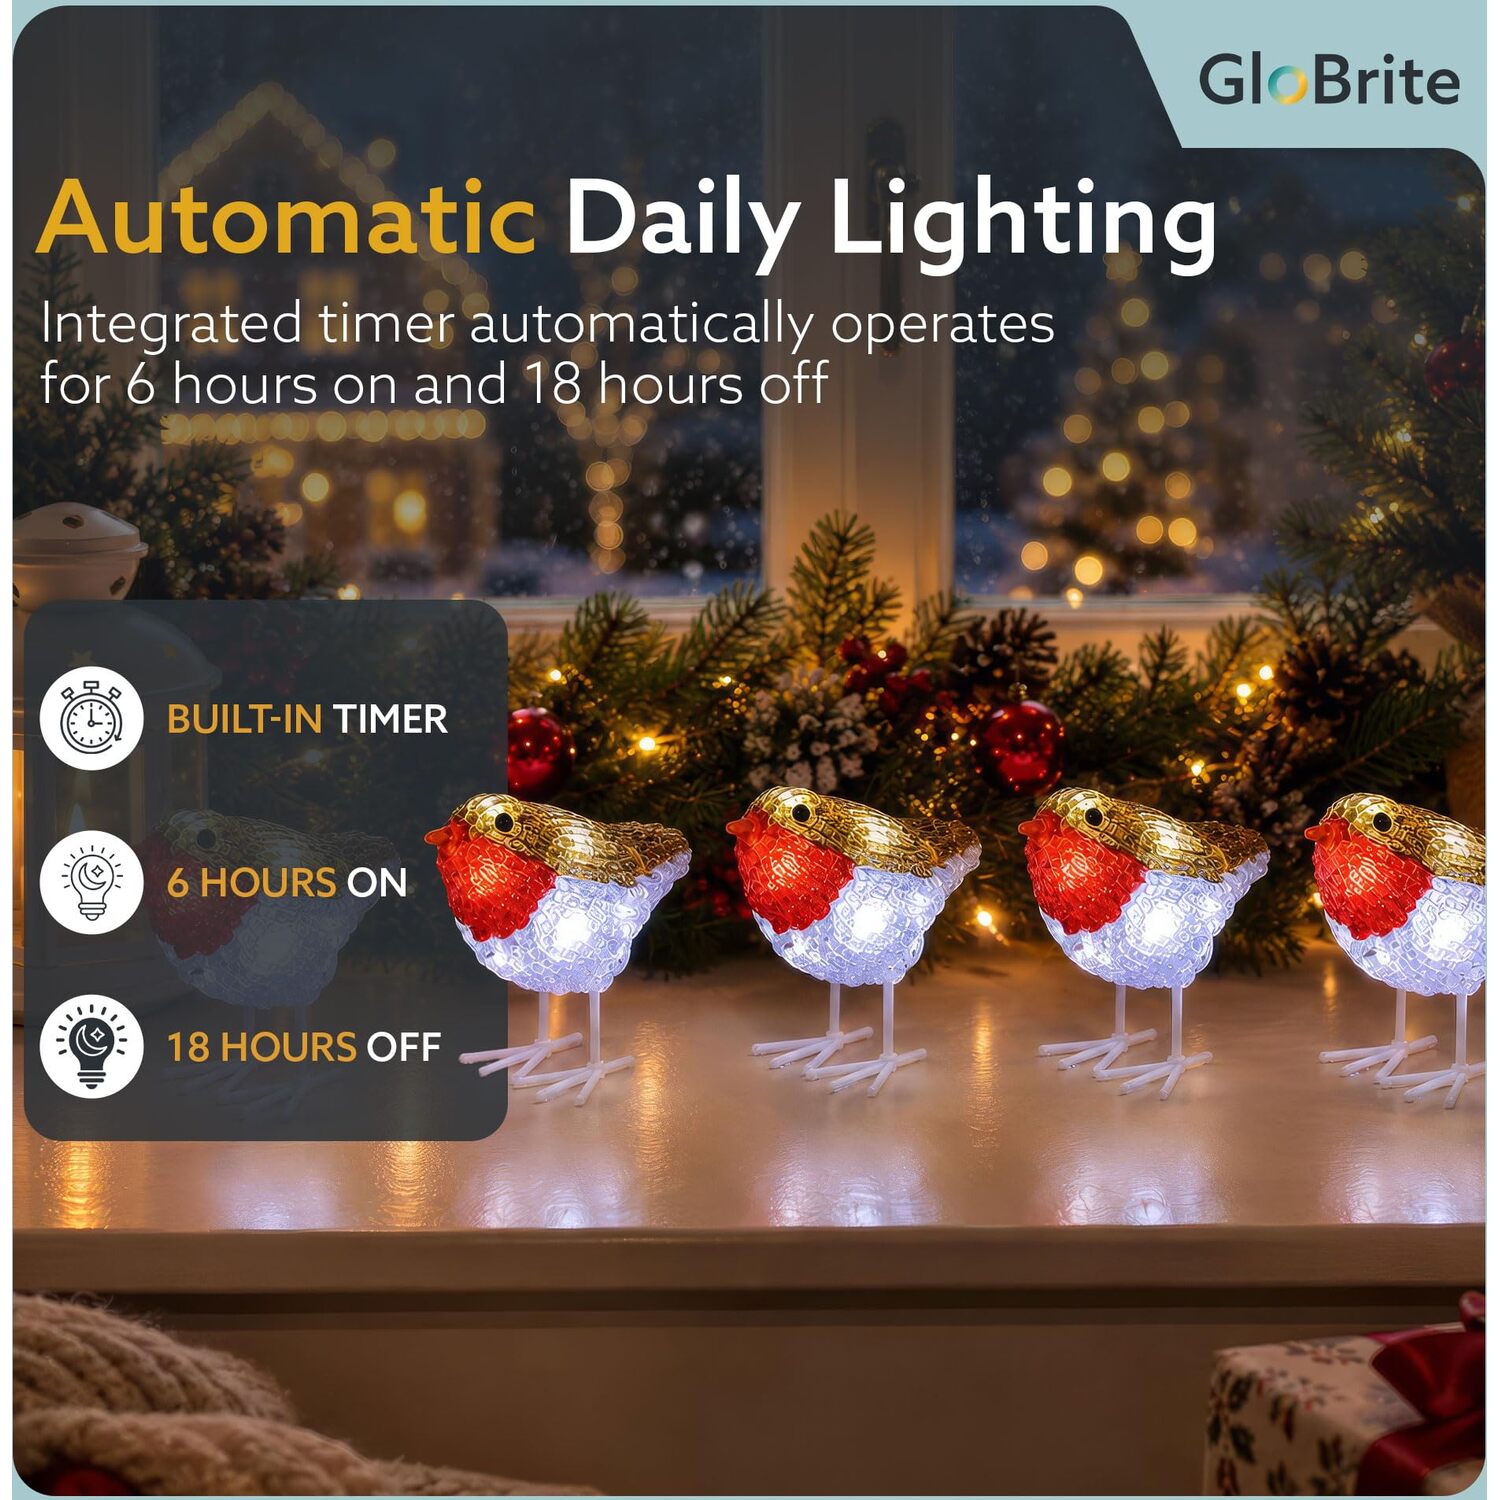 GloBrite
Automatic Daily Lighting
Integrated timer automatically operates
for 6 hours on and 18 hours off
BUILT-IN TIMER
6 HOURS ON
18 HOURS OFF